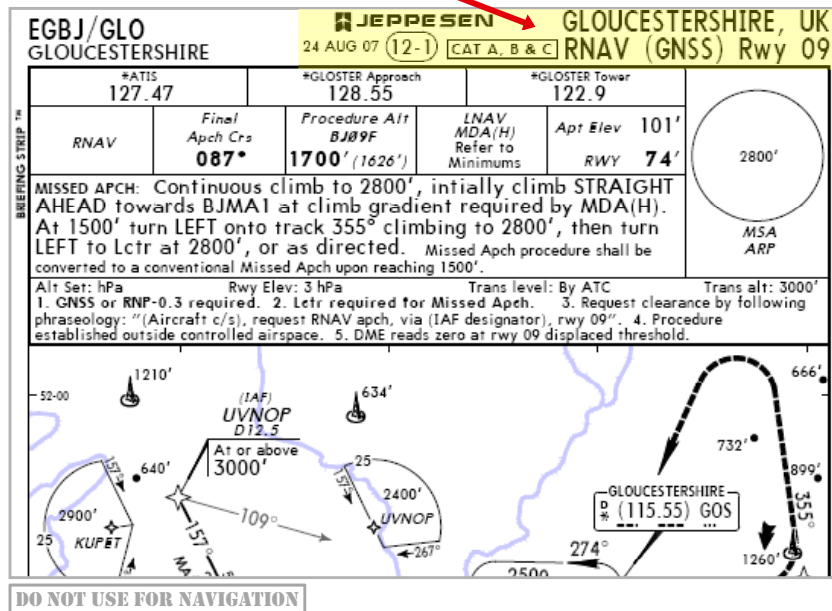 EGBJ/GLO
GLOUCESTERSHIRE
JEPPESEN
24 AUG 07 12-1 CAT A, B & C
GLOUCESTERSHIRE, UK
RNAV (GNSS) Rwy 09
BRIEFING STRIP ™
*ATIS
127.47
*GLOSTER Approach
128.55
*GLOSTER Tower
122.9
RNAV
Final
Apch Crs
087°
Procedure Alt
BJ09F
1700' (1626')
LNAV
MDA(H)
Refer to
Minimums
Apt Elev 101'
RWY 74'
2800'
MSA
ARP
MISSED APCH: Continuous climb to 2800', intially climb STRAIGHT
AHEAD towards BJMA1 at climb gradient required by MDA(H).
At 1500' turn LEFT onto track 355° climbing to 2800', then turn
LEFT to Lctr at 2800', or as directed. Missed Apch procedure shall be
converted to a conventional Missed Apch upon reaching 1500'.
Alt Set: hPa Rwy Elev: 3 hPa Trans level: By ATC Trans alt: 3000'
1. GNSS or RNP-0.3 required. 2. Lctr required for Missed Apch. 3. Request clearance by following
phraseology: "(Aircraft c/s), request RNAV apch, via (IAF designator), rwy 09". 4. Procedure
established outside controlled airspace. 5. DME reads zero at rwy 09 displaced threshold.
52-00
1210'
(IAF)
UVNOP
D12.5
At or above
3000'
634'
666'
732'
899'
640'
157°
2900'
25
KUPET
109°
157°
MA
25
157°
2400'
UVNOP
267°
GLOUCESTERSHIRE
D
* (115.55) GOS
274°
2500
355°
1260'
DO NOT USE FOR NAVIGATION